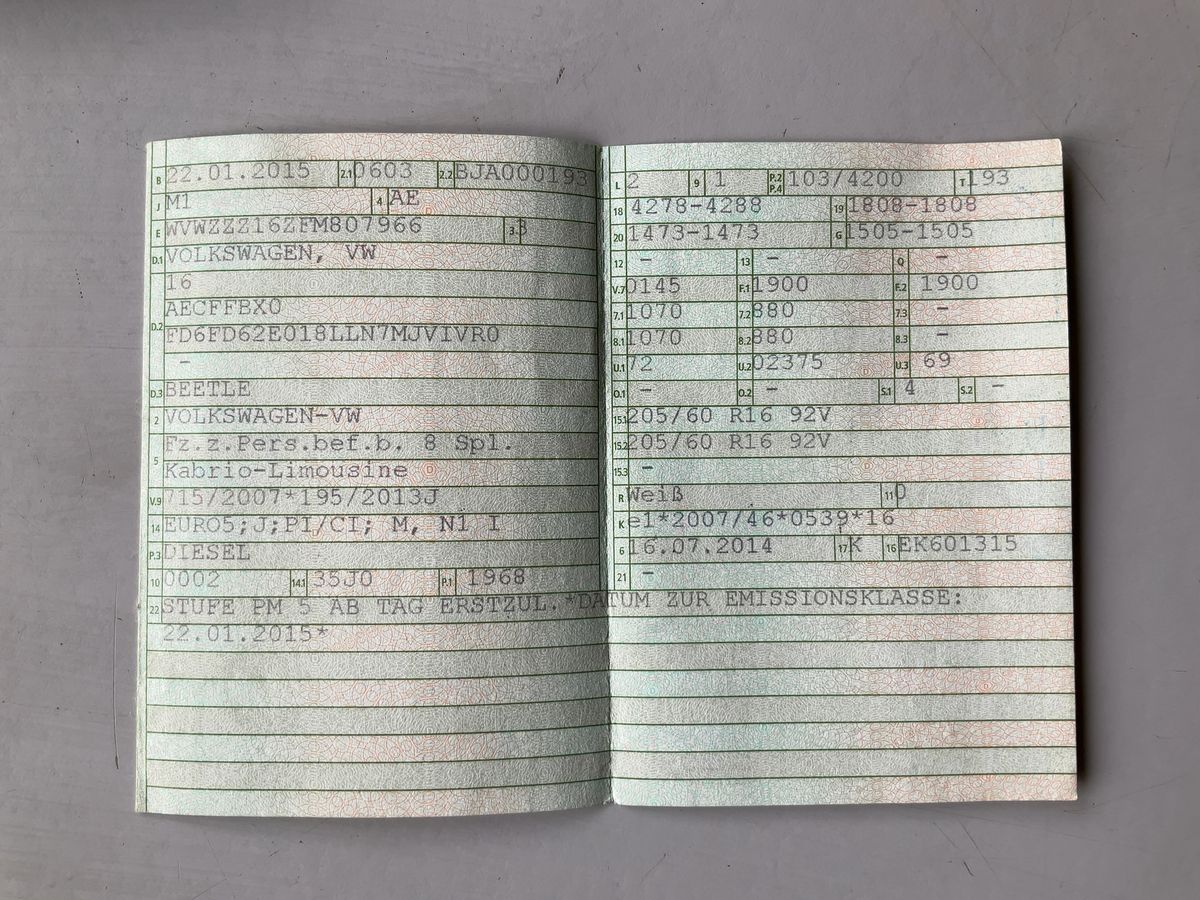 B 22.01.2015 2.1 0603 2.2 BJA000193
J M1 4 AE
E WVWZZZ16ZFM807966 3 3
D.1 VOLKSWAGEN, VW
16
D.2 AECFFBX0
FD6FD62E018LLN7MJVIVR0
-
D.3 BEETLE
2 VOLKSWAGEN-VW
5 Fz.z.Pers.bef.b. 8 Spl.
Kabrio-Limousine
V.9 715/2007*195/2013J
14 EURO5;J;PI/CI; M, N1 I
P.3 DIESEL
10 0002 14.1 35J0 P.1 1968
22 STUFE PM 5 AB TAG ERSTZUL.*DATUM ZUR EMISSIONSKLASSE:
22.01.2015*
L 2 9 1 P.2 P.4 103/4200 T 193
18 4278-4288 19 1808-1808
20 1473-1473 G 1505-1505
12 - 13 - Q -
V.7 0145 F.1 1900 F.2 1900
7.1 1070 7.2 880 7.3 -
8.1 1070 8.2 880 8.3 -
U.1 72 U.2 02375 U.3 69
O.1 - O.2 - S.1 4 S.2 -
15.1 205/60 R16 92V
15.2 205/60 R16 92V
15.3 -
R Weiß 11 0
K e1*2007/46*0539*16
6 16.07.2014 17 K 16 EK601315
21 -